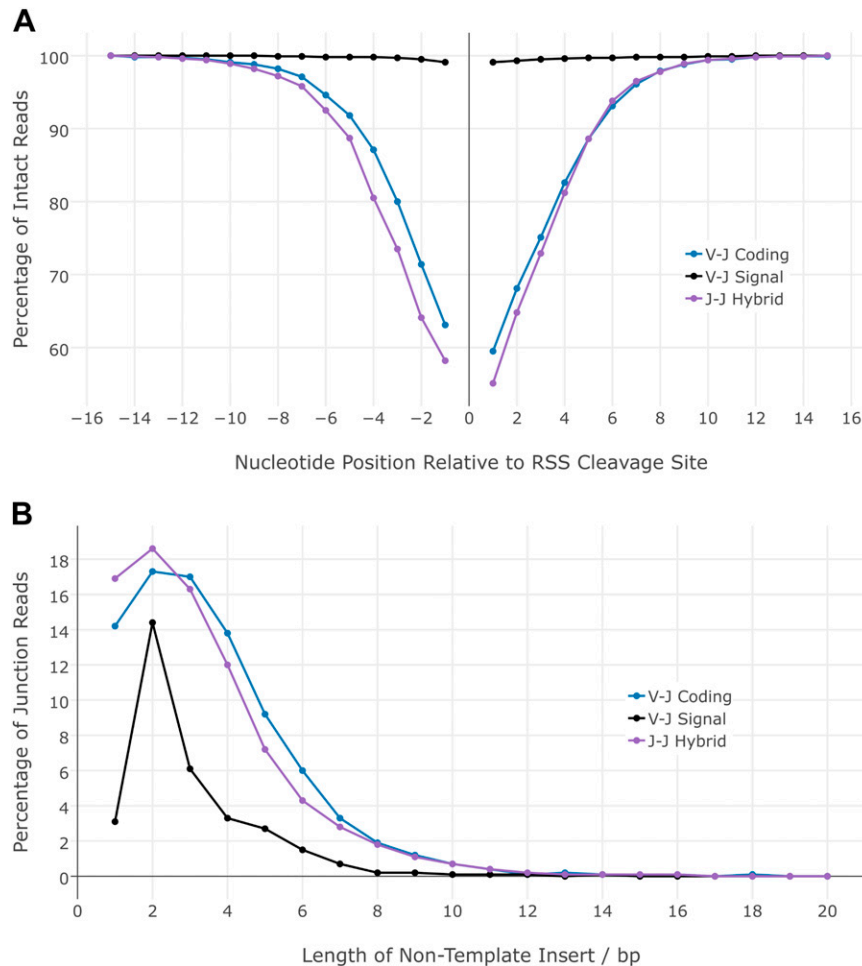 A
Percentage of Intact Reads
100
90
80
70
60
V-J Coding
V-J Signal
J-J Hybrid
−16 −14 −12 −10 −8 −6 −4 −2 0 2 4 6 8 10 12 14 16
Nucleotide Position Relative to RSS Cleavage Site
B
Percentage of Junction Reads
18
16
14
12
10
8
6
4
2
0
V-J Coding
V-J Signal
J-J Hybrid
0 2 4 6 8 10 12 14 16 18 20
Length of Non-Template Insert / bp